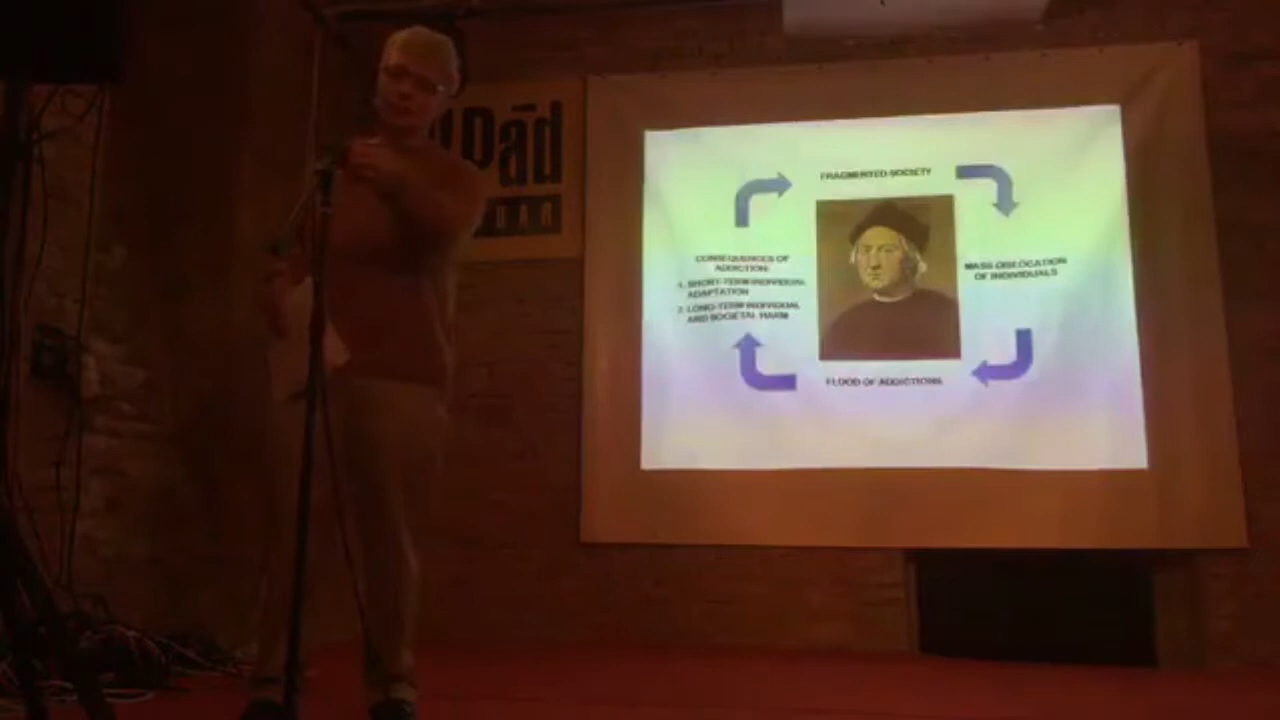 Pād
FRAGMENTED SOCIETY
MASS DISLOCATION
OF INDIVIDUALS
FLOOD OF ADDICTIONS
CONSEQUENCES OF
ADDICTION:
1. SHORT-TERM INDIVIDUAL
ADAPTATION
2. LONG-TERM INDIVIDUAL
AND SOCIETAL HARM